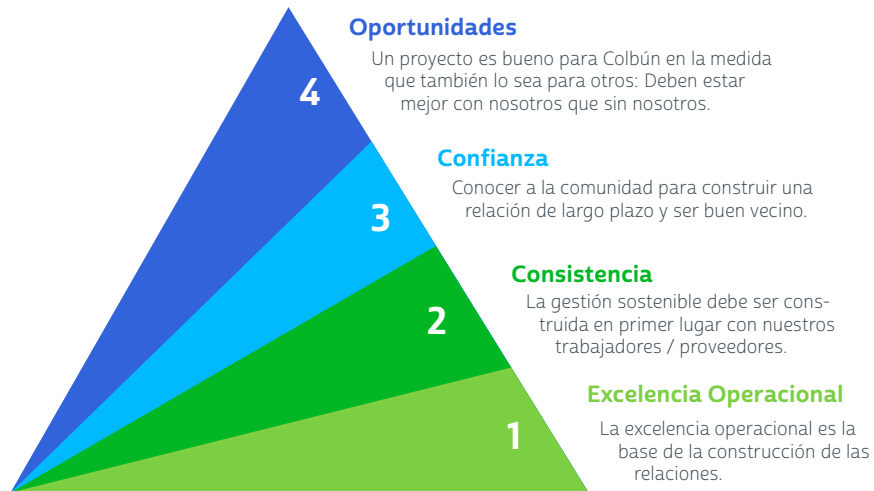 Oportunidades
Un proyecto es bueno para Colbún en la medida
que también lo sea para otros: Deben estar
mejor con nosotros que sin nosotros.
4
Confianza
Conocer a la comunidad para construir una
relación de largo plazo y ser buen vecino.
3
Consistencia
La gestión sostenible debe ser cons-
truida en primer lugar con nuestros
trabajadores / proveedores.
2
Excelencia Operacional
La excelencia operacional es la
base de la construcción de las
relaciones.
1